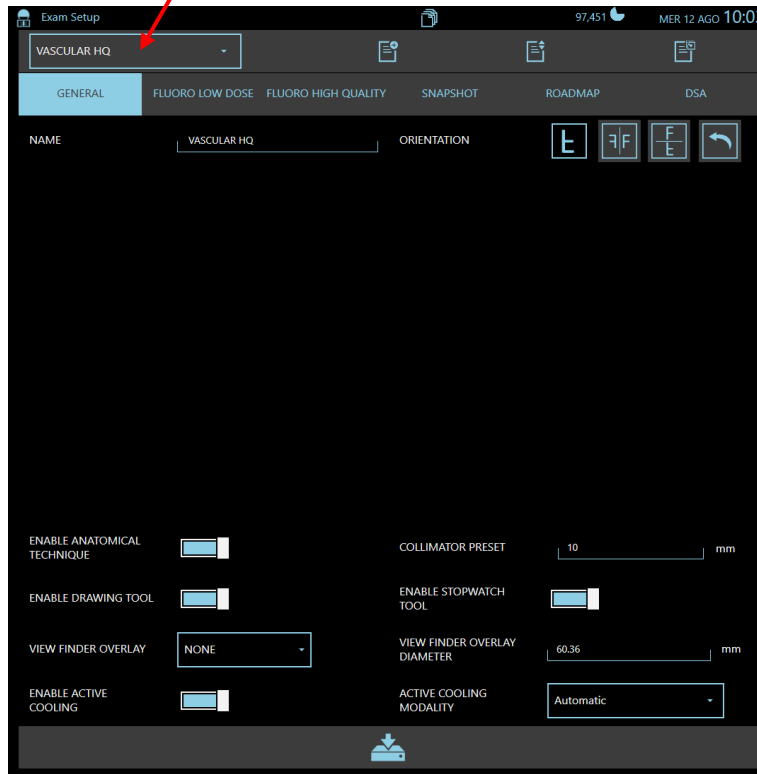 Exam Setup 97,451 MER 12 AGO 10:0
VASCULAR HQ
GENERAL FLUORO LOW DOSE FLUORO HIGH QUALITY SNAPSHOT ROADMAP DSA
NAME VASCULAR HQ ORIENTATION
ENABLE ANATOMICAL
TECHNIQUE
COLLIMATOR PRESET 10 mm
ENABLE DRAWING TOOL
ENABLE STOPWATCH
TOOL
VIEW FINDER OVERLAY NONE
VIEW FINDER OVERLAY
DIAMETER
60.36 mm
ENABLE ACTIVE
COOLING
ACTIVE COOLING
MODALITY
Automatic